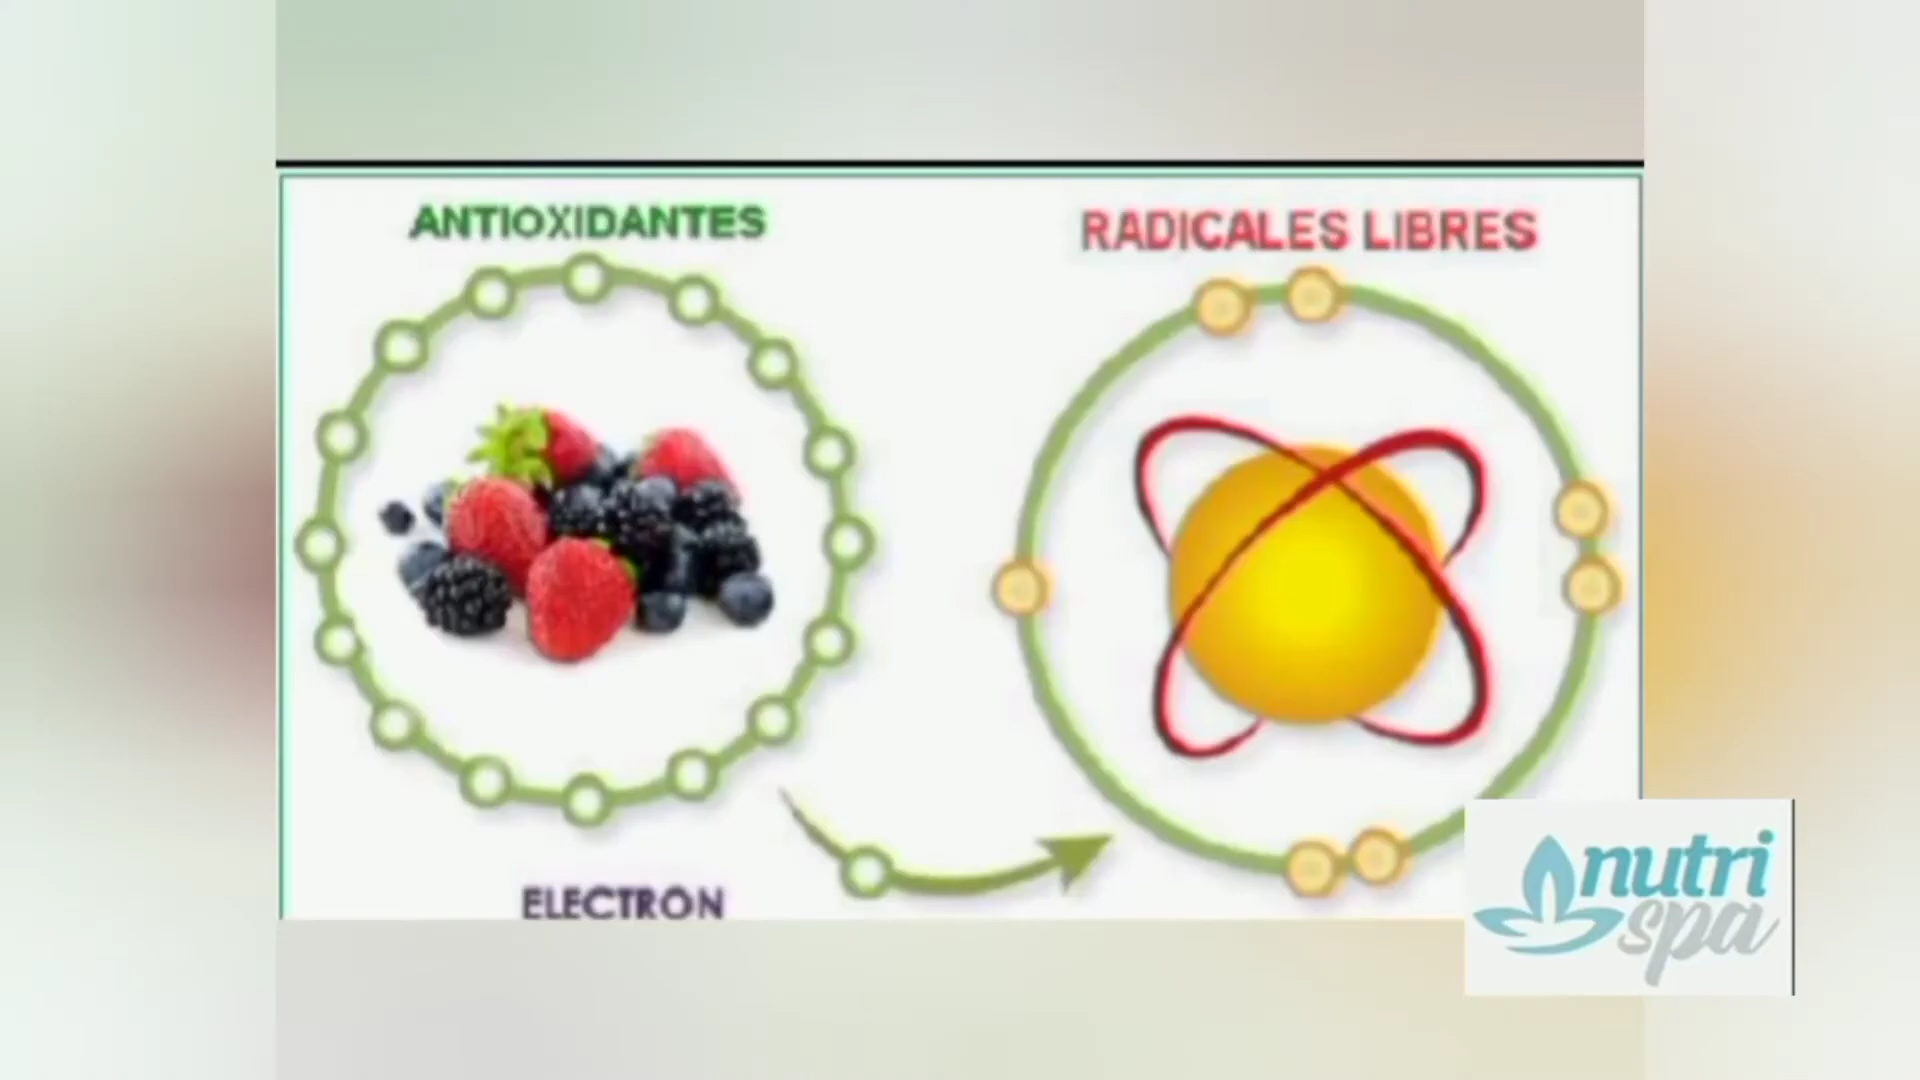 ANTIOXIDANTES
RADICALES LIBRES
ELECTRON
nutri
spa